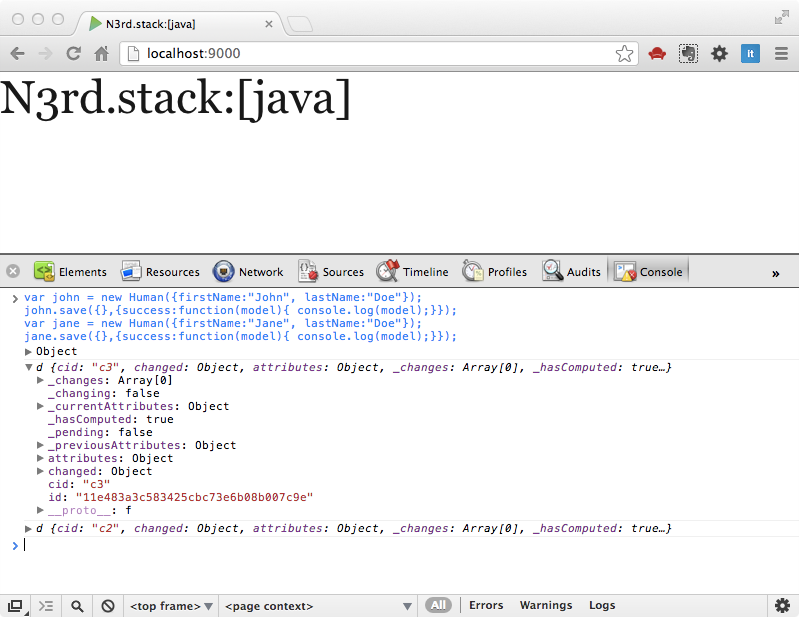 N3rd.stack:[java]
localhost:9000
lt
N3rd.stack:[java]
Elements Resources Network Sources Timeline Profiles Audits Console »
var john = new Human({firstName:"John", lastName:"Doe"});
john.save({},{success:function(model){ console.log(model);}});
var jane = new Human({firstName:"Jane", lastName:"Doe"});
jane.save({},{success:function(model){ console.log(model);}});
Object
d {cid: "c3", changed: Object, attributes: Object, _changes: Array[0], _hasComputed: true…}
_changes: Array[0]
_changing: false
_currentAttributes: Object
_hasComputed: true
_pending: false
_previousAttributes: Object
attributes: Object
changed: Object
cid: "c3"
id: "11e483a3c583425cbc73e6b08b007c9e"
__proto__: f
d {cid: "c2", changed: Object, attributes: Object, _changes: Array[0], _hasComputed: true…}
<top frame> <page context> All Errors Warnings Logs